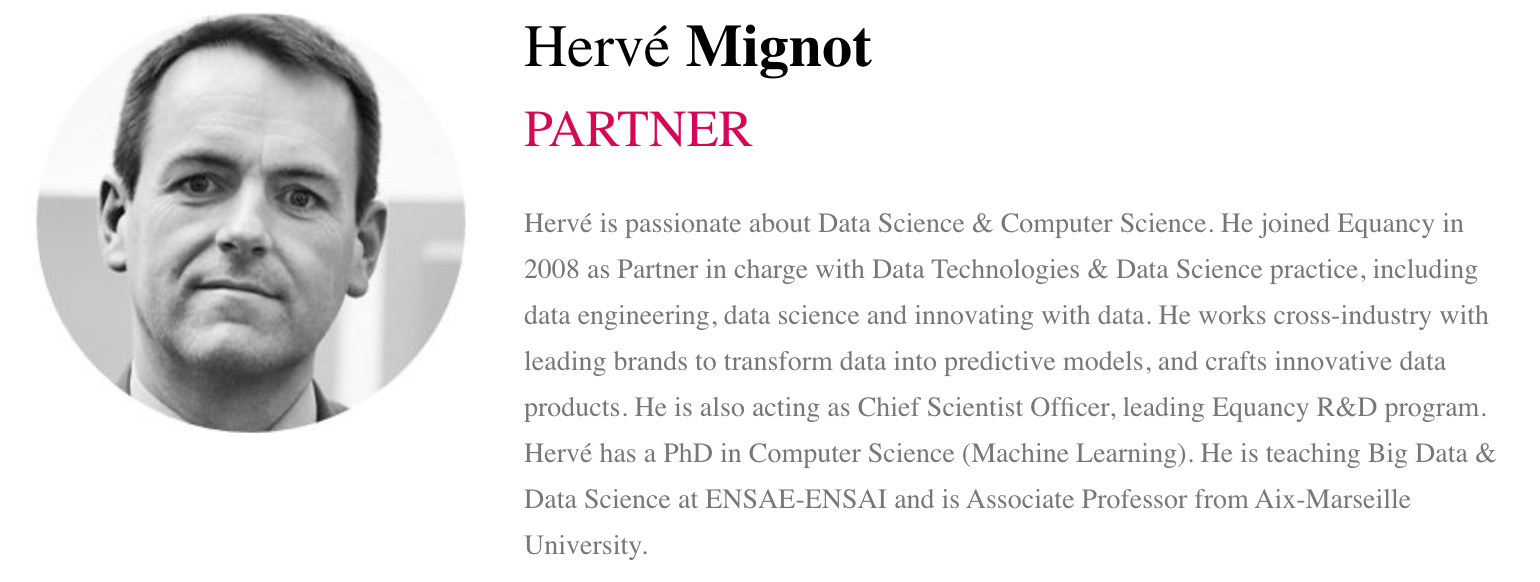 Hervé Mignot
PARTNER
Hervé is passionate about Data Science & Computer Science. He joined Equancy in
2008 as Partner in charge with Data Technologies & Data Science practice, including
data engineering, data science and innovating with data. He works cross-industry with
leading brands to transform data into predictive models, and crafts innovative data
products. He is also acting as Chief Scientist Officer, leading Equancy R&D program.
Hervé has a PhD in Computer Science (Machine Learning). He is teaching Big Data &
Data Science at ENSAE-ENSAI and is Associate Professor from Aix-Marseille
University.